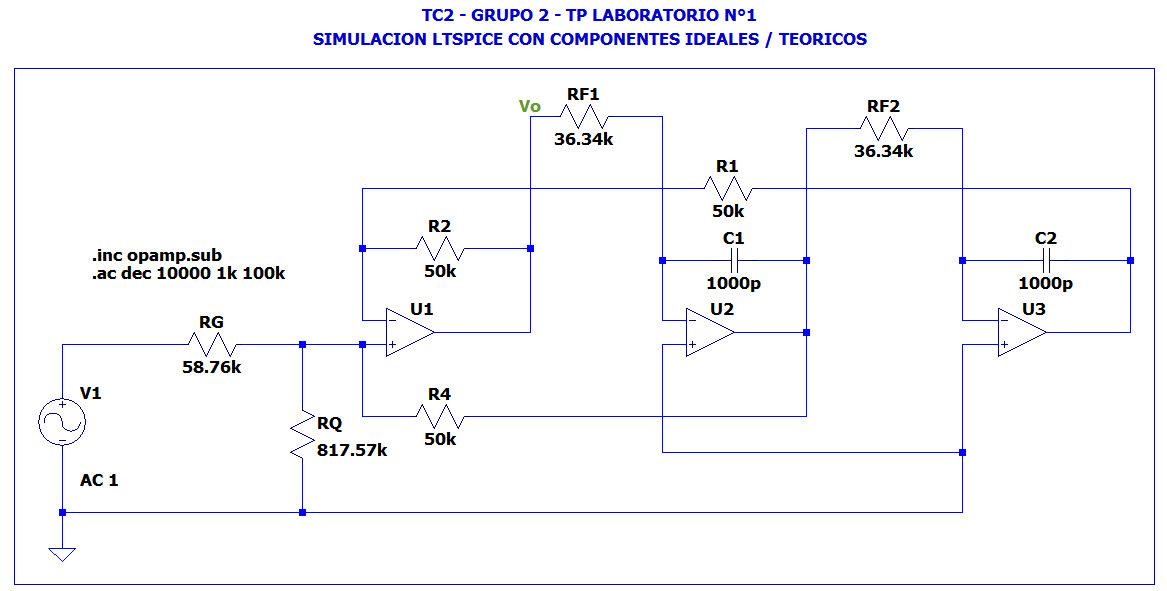 TC2 - GRUPO 2 - TP LABORATORIO N°1
SIMULACION LTSPICE CON COMPONENTES IDEALES / TEORICOS
RF1
Vo
36.34k
RF2
36.34k
R1
50k
R2
50k
C1
1000p
C2
1000p
.inc opamp.sub
.ac dec 10000 1k 100k
U1
U2
U3
RG
58.76k
V1
AC 1
RQ
817.57k
R4
50k